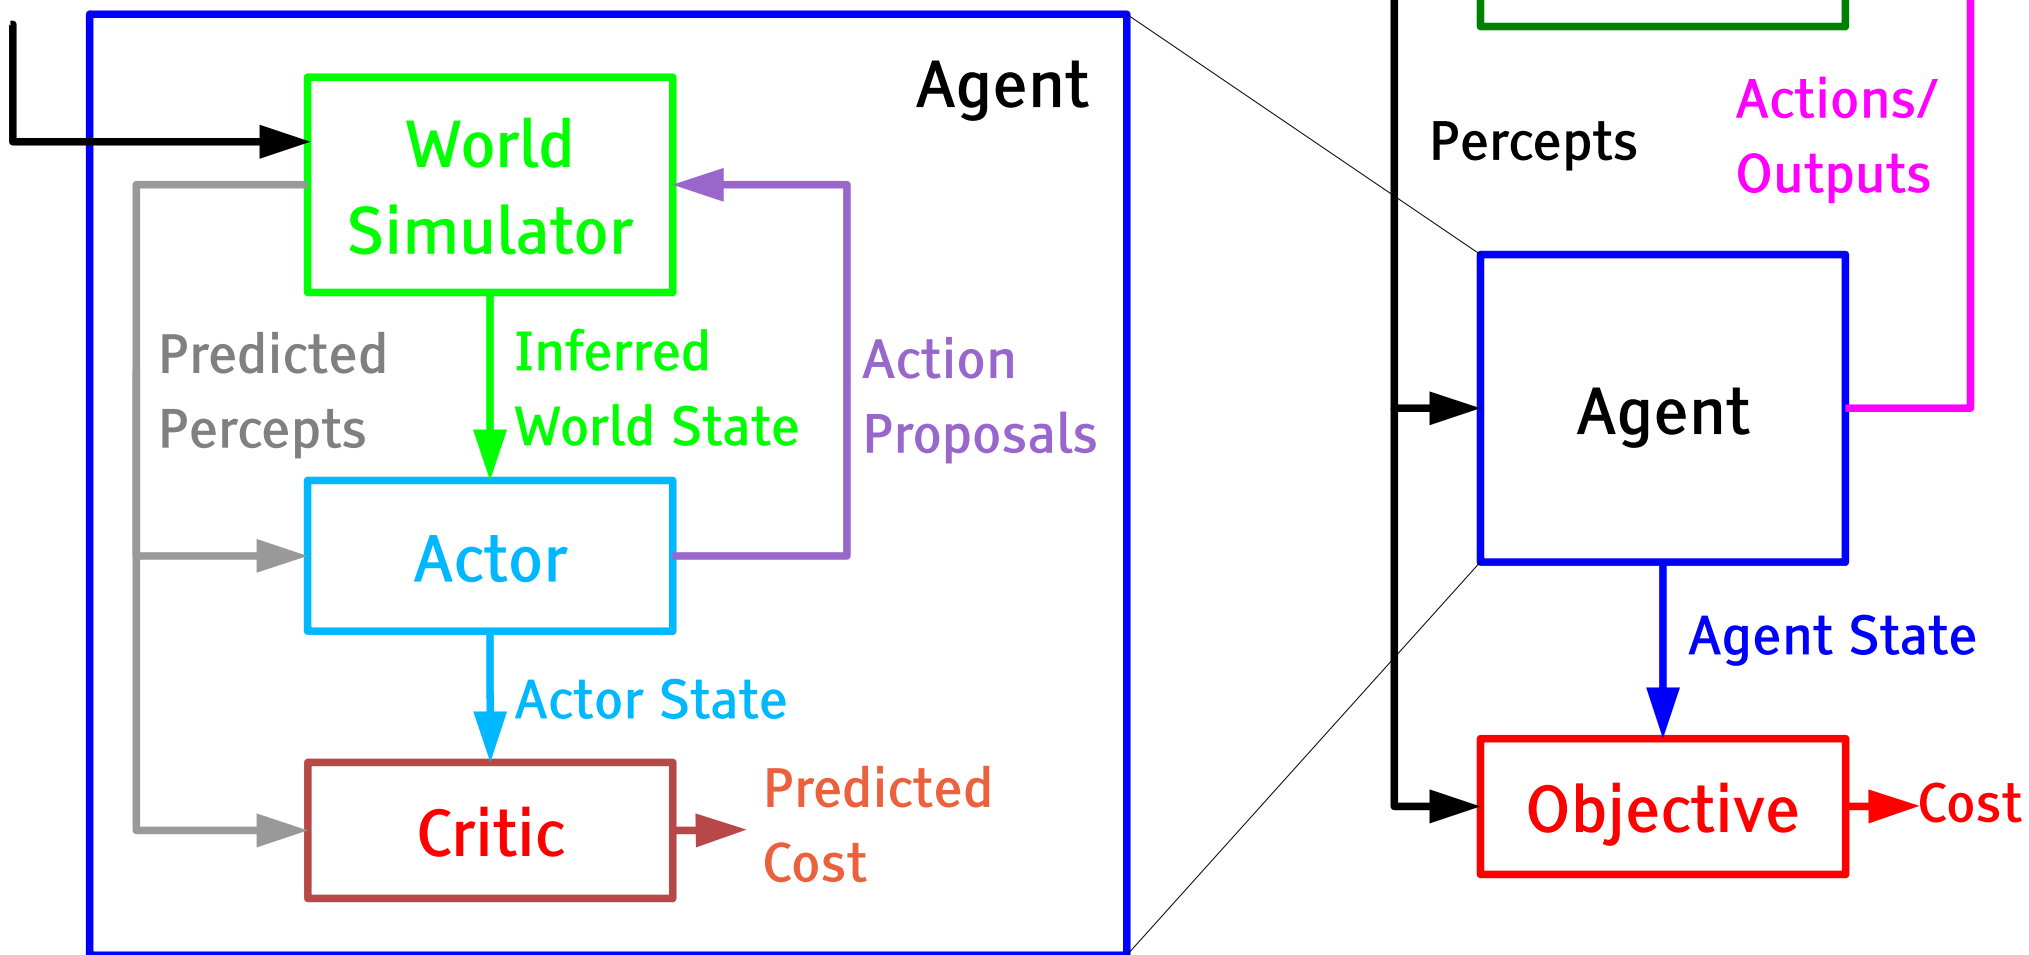 Agent
World
Simulator
Predicted
Percepts
Inferred
World State
Action
Proposals
Actor
Actor State
Critic
Predicted
Cost
Percepts
Actions/
Outputs
Agent
Agent State
Objective
Cost